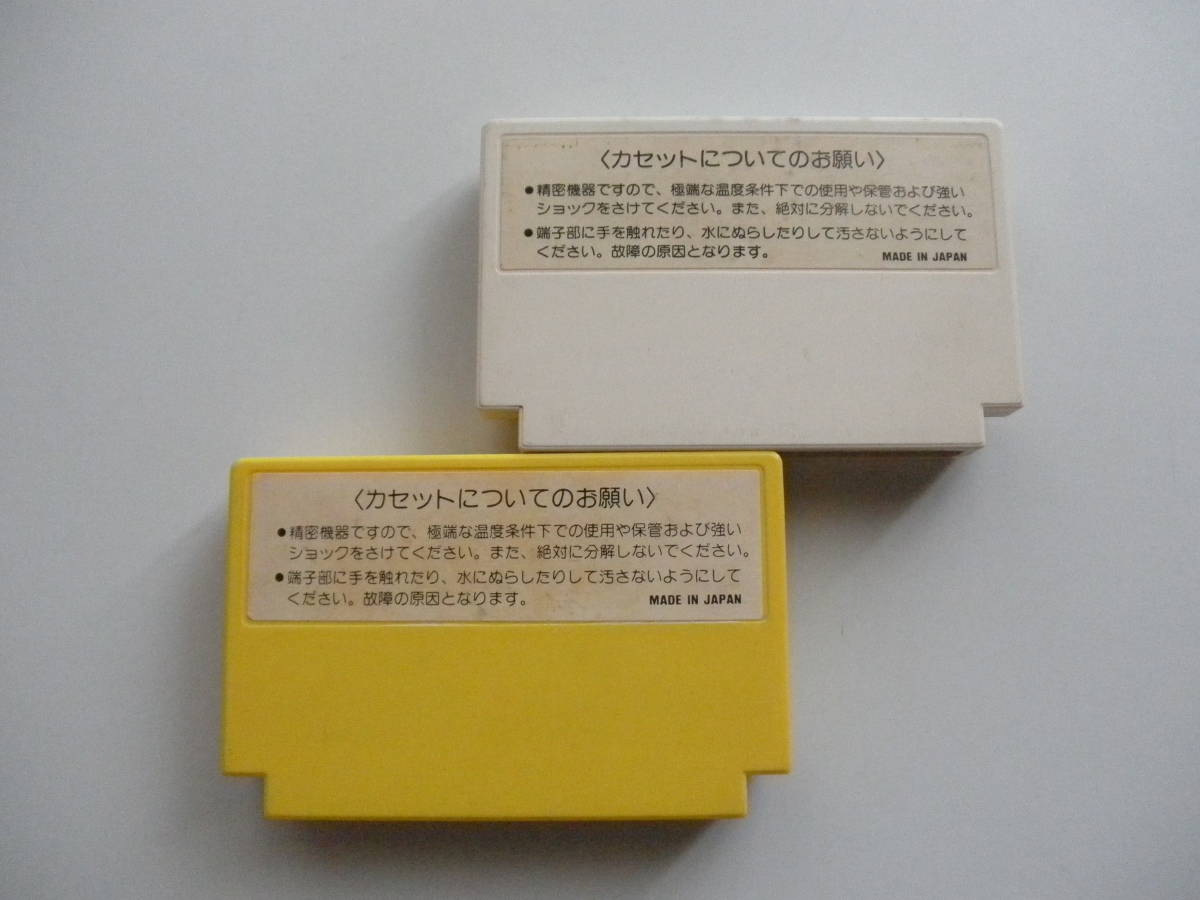 〈カセットについてのお願い〉
●精密機器ですので、極端な温度条件下での使用や保管および強い
ショックをさけてください。また、絶対に分解しないでください。
●端子部に手を触れたり、水にぬらしたりして汚さないようにして
ください。故障の原因となります。 MADE IN JAPAN
〈カセットについてのお願い〉
●精密機器ですので、極端な温度条件下での使用や保管および強い
ショックをさけてください。また、絶対に分解しないでください。
●端子部に手を触れたり、水にぬらしたりして汚さないようにして
ください。故障の原因となります。 MADE IN JAPAN